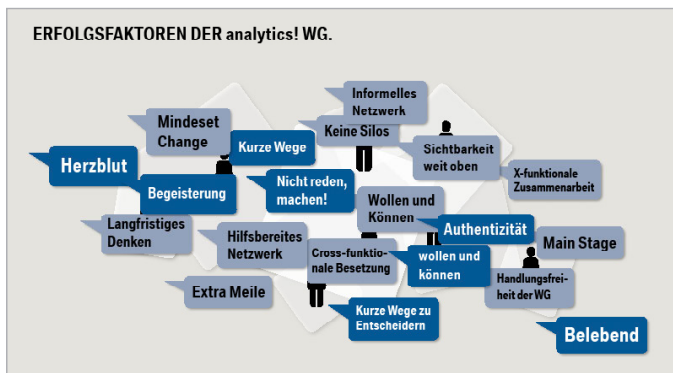 ERFOLGSFAKTOREN DER analytics! WG.
Informelles
Netzwerk
Mindeset
Change
Keine Silos
Kurze Wege
Sichtbarkeit
weit oben
Herzblut
X-funktionale
Zusammenarbeit
Begeisterung
Nicht reden,
machen!
Wollen und
Können
Langfristiges
Denken
Hilfsbereites
Netzwerk
Authentizität
Main Stage
Cross-funktio-
nale Besetzung
wollen und
können
Handlungsfrei-
heit der WG
Extra Meile
Kurze Wege zu
Entscheidern
Belebend